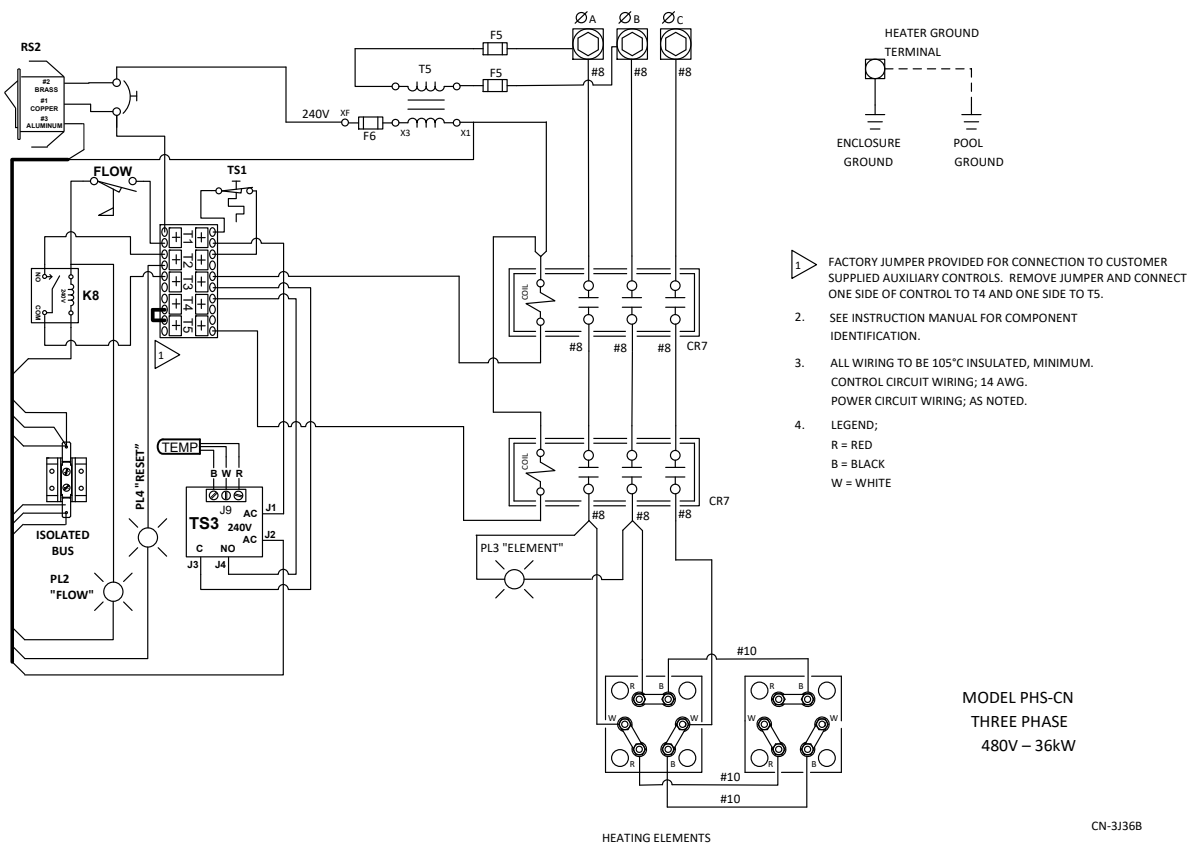 Ø A
Ø B
Ø C
F5
F5
T5
240V
XF
F6
X3
X1
#8
#8
#8
RS2
#2
BRASS
#1
COPPER
#3
ALUMINUM
HEATER GROUND
TERMINAL
ENCLOSURE
GROUND
POOL
GROUND
FLOW
TS1
T1
T2
T3
T4
T5
1
NO
COM
240V
K8
COIL
#8
#8
#8
CR7
COIL
#8
#8
#8
CR7
1
FACTORY JUMPER PROVIDED FOR CONNECTION TO CUSTOMER
SUPPLIED AUXILIARY CONTROLS. REMOVE JUMPER AND CONNECT
ONE SIDE OF CONTROL TO T4 AND ONE SIDE TO T5.
2. SEE INSTRUCTION MANUAL FOR COMPONENT
IDENTIFICATION.
3. ALL WIRING TO BE 105°C INSULATED, MINIMUM.
CONTROL CIRCUIT WIRING; 14 AWG.
POWER CIRCUIT WIRING; AS NOTED.
4. LEGEND;
R = RED
B = BLACK
W = WHITE
ISOLATED
BUS
PL4 "RESET"
PL2
"FLOW"
TEMP
B W R
J9
TS3
240V
AC
AC
C
NO
J1
J2
J3
J4
PL3 "ELEMENT"
#10
R
B
W
W
R
B
R
B
W
W
R
B
#10
#10
HEATING ELEMENTS
MODEL PHS-CN
THREE PHASE
480V – 36kW
CN-3J36B